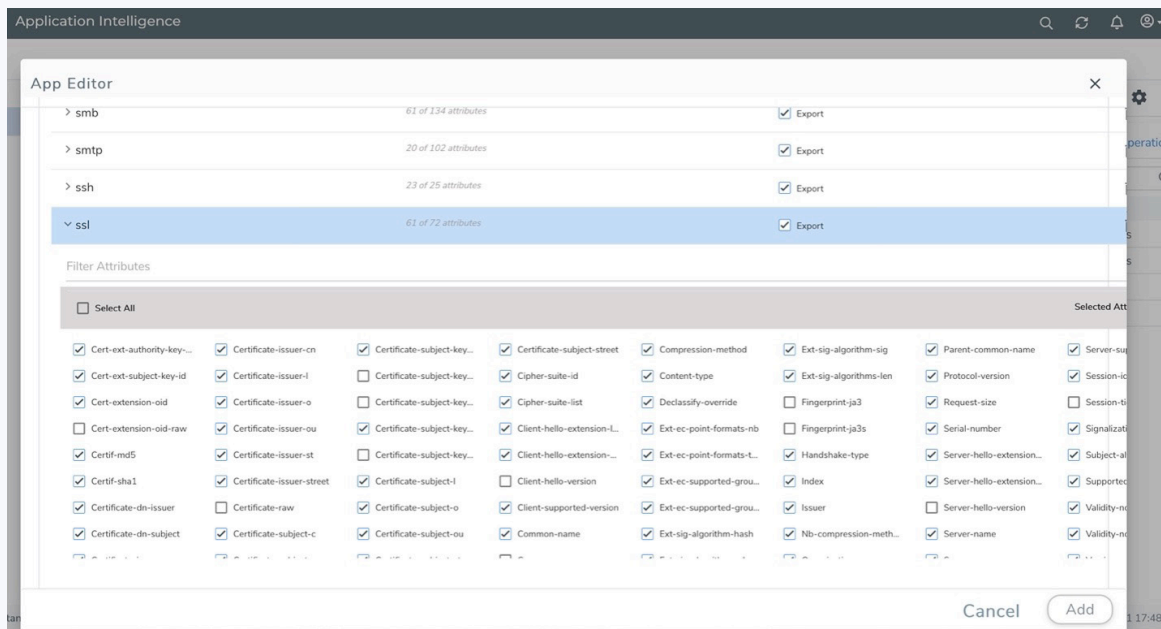 Application Intelligence
App Editor
smb 61 of 134 attributes Export
smtp 20 of 102 attributes Export
ssh 23 of 25 attributes Export
ssl 61 of 72 attributes Export
Filter Attributes
Select All Selected Att
Cert-ext-authority-key-... Certificate-issuer-cn Certificate-subject-key... Certificate-subject-street Compression-method Ext-sig-algorithm-sig Parent-common-name Server-sup
Cert-ext-subject-key-id Certificate-issuer-l Certificate-subject-key... Cipher-suite-id Content-type Ext-sig-algorithms-len Protocol-version Session-id
Cert-extension-oid Certificate-issuer-o Certificate-subject-key... Cipher-suite-list Declassify-override Fingerprint-ja3 Request-size Session-ti
Cert-extension-oid-raw Certificate-issuer-ou Certificate-subject-key... Client-hello-extension-l... Ext-ec-point-formats-nb Fingerprint-ja3s Serial-number Signalizati
Certif-md5 Certificate-issuer-st Certificate-subject-key... Client-hello-extension-... Ext-ec-point-formats-t... Handshake-type Server-hello-extension... Subject-al
Certif-sha1 Certificate-issuer-street Certificate-subject-l Client-hello-version Ext-ec-supported-grou... Index Server-hello-extension... Supported
Certificate-dn-issuer Certificate-raw Certificate-subject-o Client-supported-version Ext-ec-supported-grou... Issuer Server-hello-version Validity-no
Certificate-dn-subject Certificate-subject-c Certificate-subject-ou Common-name Ext-sig-algorithm-hash Nb-compression-meth... Server-name Validity-no
Cancel Add
17:48